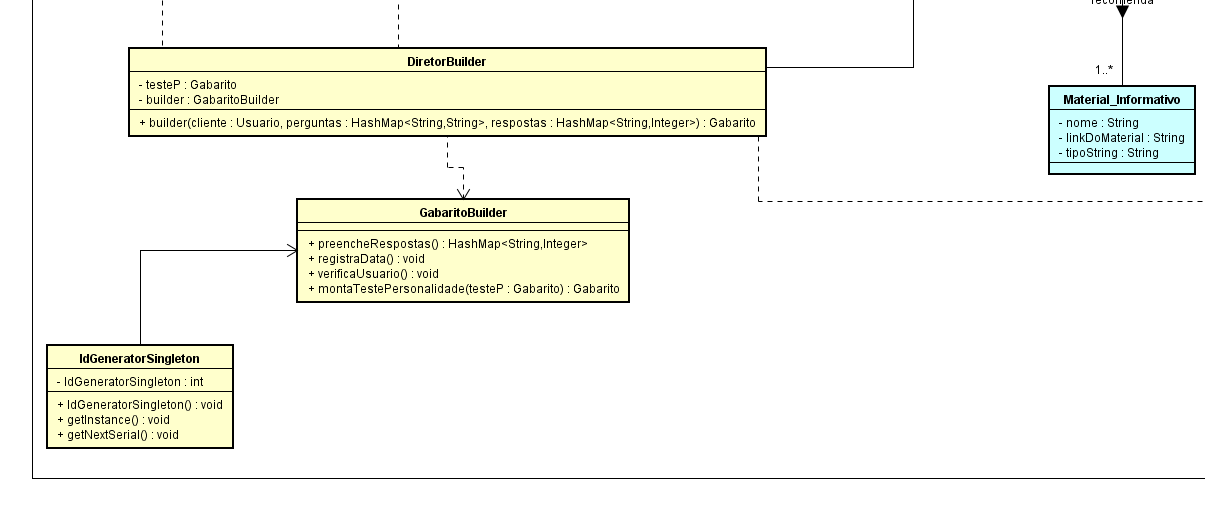 recomenda
1..*
DiretorBuilder
- testeP : Gabarito
- builder : GabaritoBuilder
+ builder(cliente : Usuario, perguntas : HashMap<String,String>, respostas : HashMap<String,Integer>) : Gabarito
Material_Informativo
- nome : String
- linkDoMaterial : String
- tipoString : String
GabaritoBuilder
+ preencheRespostas() : HashMap<String,Integer>
+ registraData() : void
+ verificaUsuario() : void
+ montaTestePersonalidade(testeP : Gabarito) : Gabarito
IdGeneratorSingleton
- IdGeneratorSingleton : int
+ IdGeneratorSingleton() : void
+ getInstance() : void
+ getNextSerial() : void